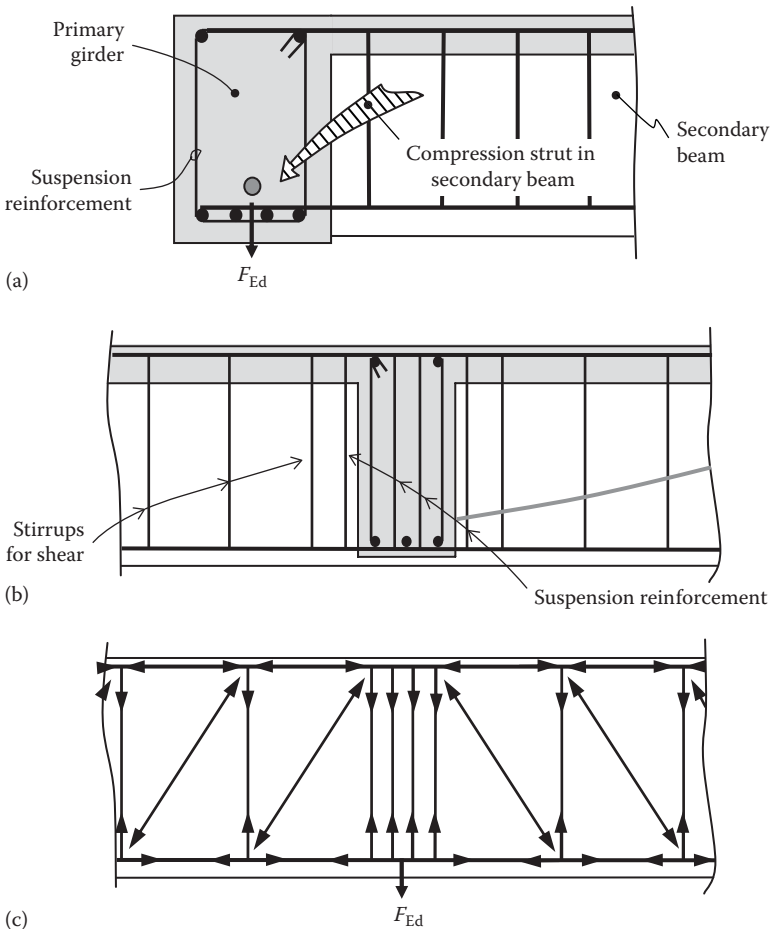 Primary
girder
Suspension
reinforcement
Compression strut in
secondary beam
Secondary
beam
F_Ed
(a)
Stirrups
for shear
Suspension reinforcement
(b)
F_Ed
(c)